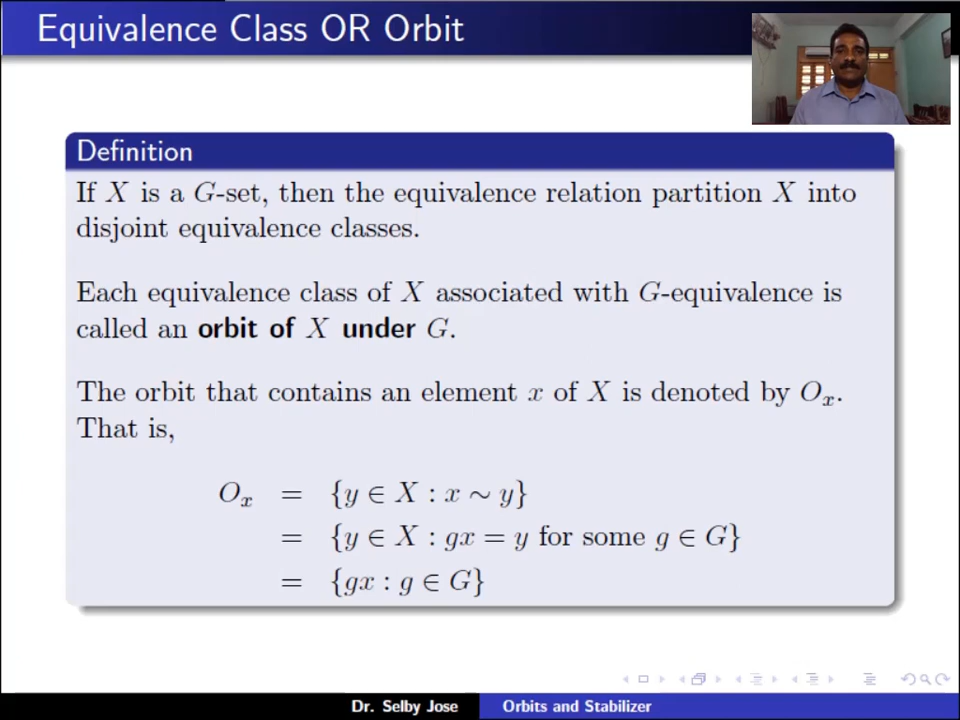 Equivalence Class OR Orbit
Definition
If X is a G-set, then the equivalence relation partition X into
disjoint equivalence classes.
Each equivalence class of X associated with G-equivalence is
called an orbit of X under G.
The orbit that contains an element x of X is denoted by Oₓ.
That is,
Oₓ = {y ∈ X : x ∼ y}
= {y ∈ X : gx = y for some g ∈ G}
= {gx : g ∈ G}
Dr. Selby Jose Orbits and Stabilizer